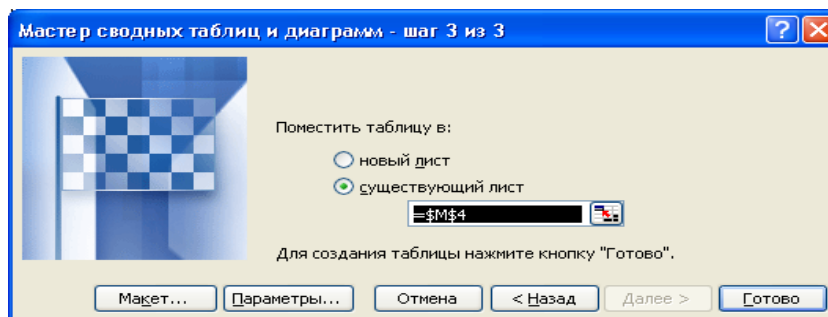 Мастер сводных таблиц и диаграмм - шаг 3 из 3
Поместить таблицу в:
новый лист
существующий лист
=$M$4
Для создания таблицы нажмите кнопку "Готово".
Макет... Параметры... Отмена < Назад Далее > Готово